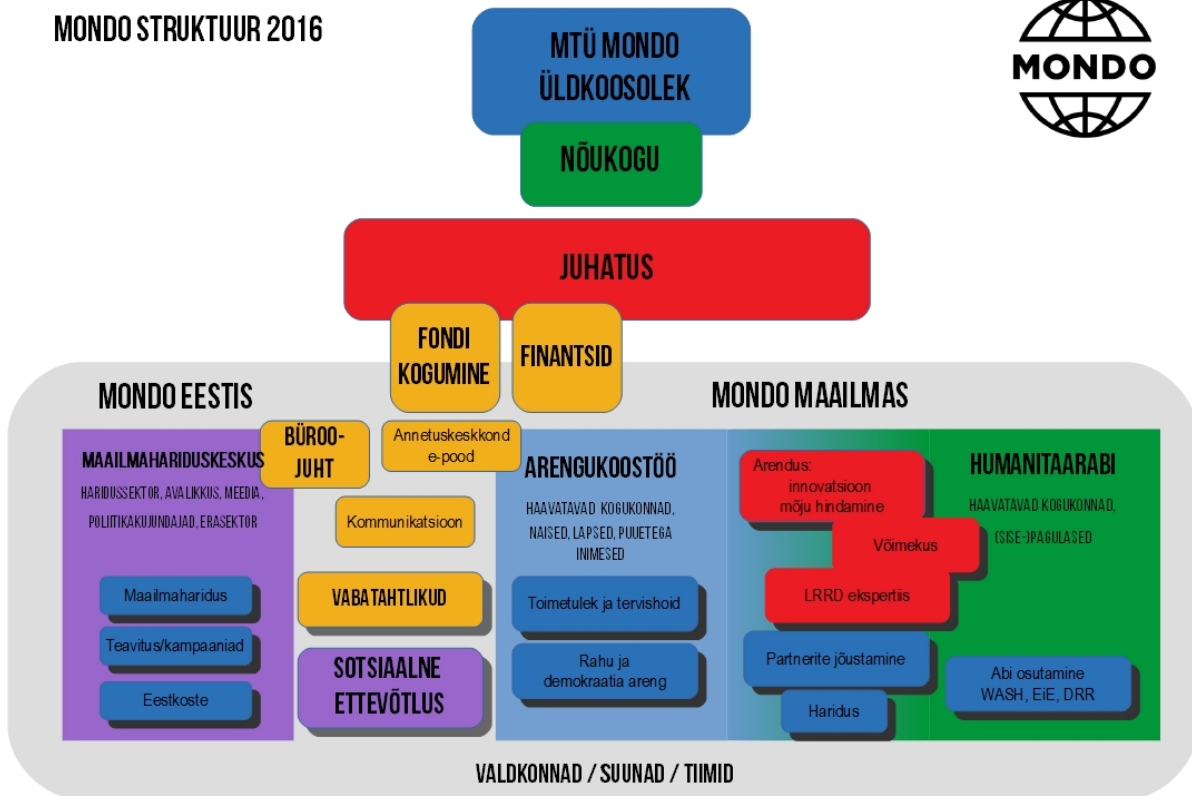 MONDO STRUKTUUR 2016
MTÜ MONDO
ÜLDKOOSOLEK
MONDO
NÕUKOGU
JUHATUS
FONDI
KOGUMINE
FINANTSID
MONDO EESTIS
MONDO MAAILMAS
MAAILMAHARIDUSKESKUS
HARIDUSSEKTOR, AVALIKKUS, MEEDIA,
POLIITIKAKUJUNDAJAD, ERASEKTOR
Maailmaharidus
Teavitus/kampaaniad
Eestkoste
BÜROO-
JUHT
Annetuskeskkond
e-pood
Kommunikatsioon
VABATAHTLIKUD
SOTSIAALNE
ETTEVÕTLUS
ARENGUKOOSTÖÖ
HAAVATAVAD KOGUKONNAD,
NAISED, LAPSED, PUUETEGA
INIMESED
Toimetulek ja tervishoid
Rahu ja
demokraatia areng
Arendus:
innovatsioon
mõju hindamine
Võimekus
LRRD ekspertiis
Partnerite jõustamine
Haridus
HUMANITAARABI
HAAVATAVAD KOGUKONNAD,
(SISE-)PAGULASED
Abi osutamine
WASH, EiE, DRR
VALDKONNAD / SUUNAD / TIIMID